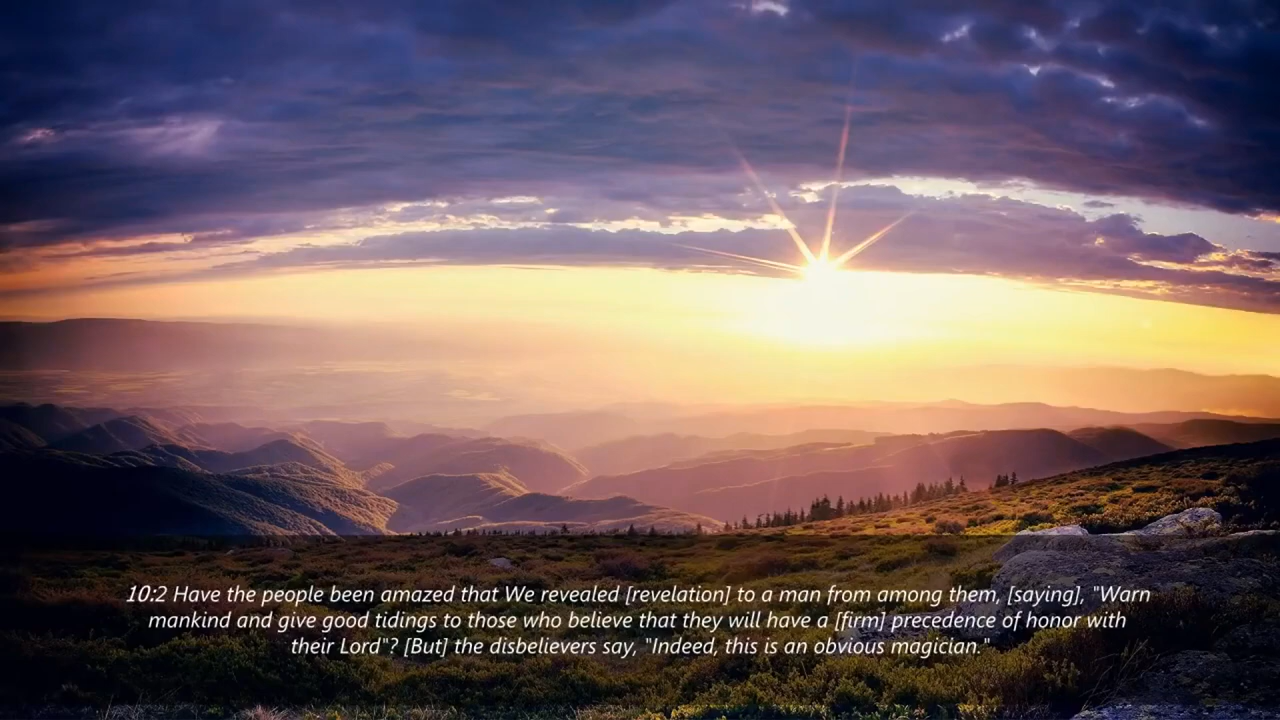 10:2 Have the people been amazed that We revealed [revelation] to a man from among them, [saying], "Warn
mankind and give good tidings to those who believe that they will have a [firm] precedence of honor with
their Lord"? [But] the disbelievers say, "Indeed, this is an obvious magician."